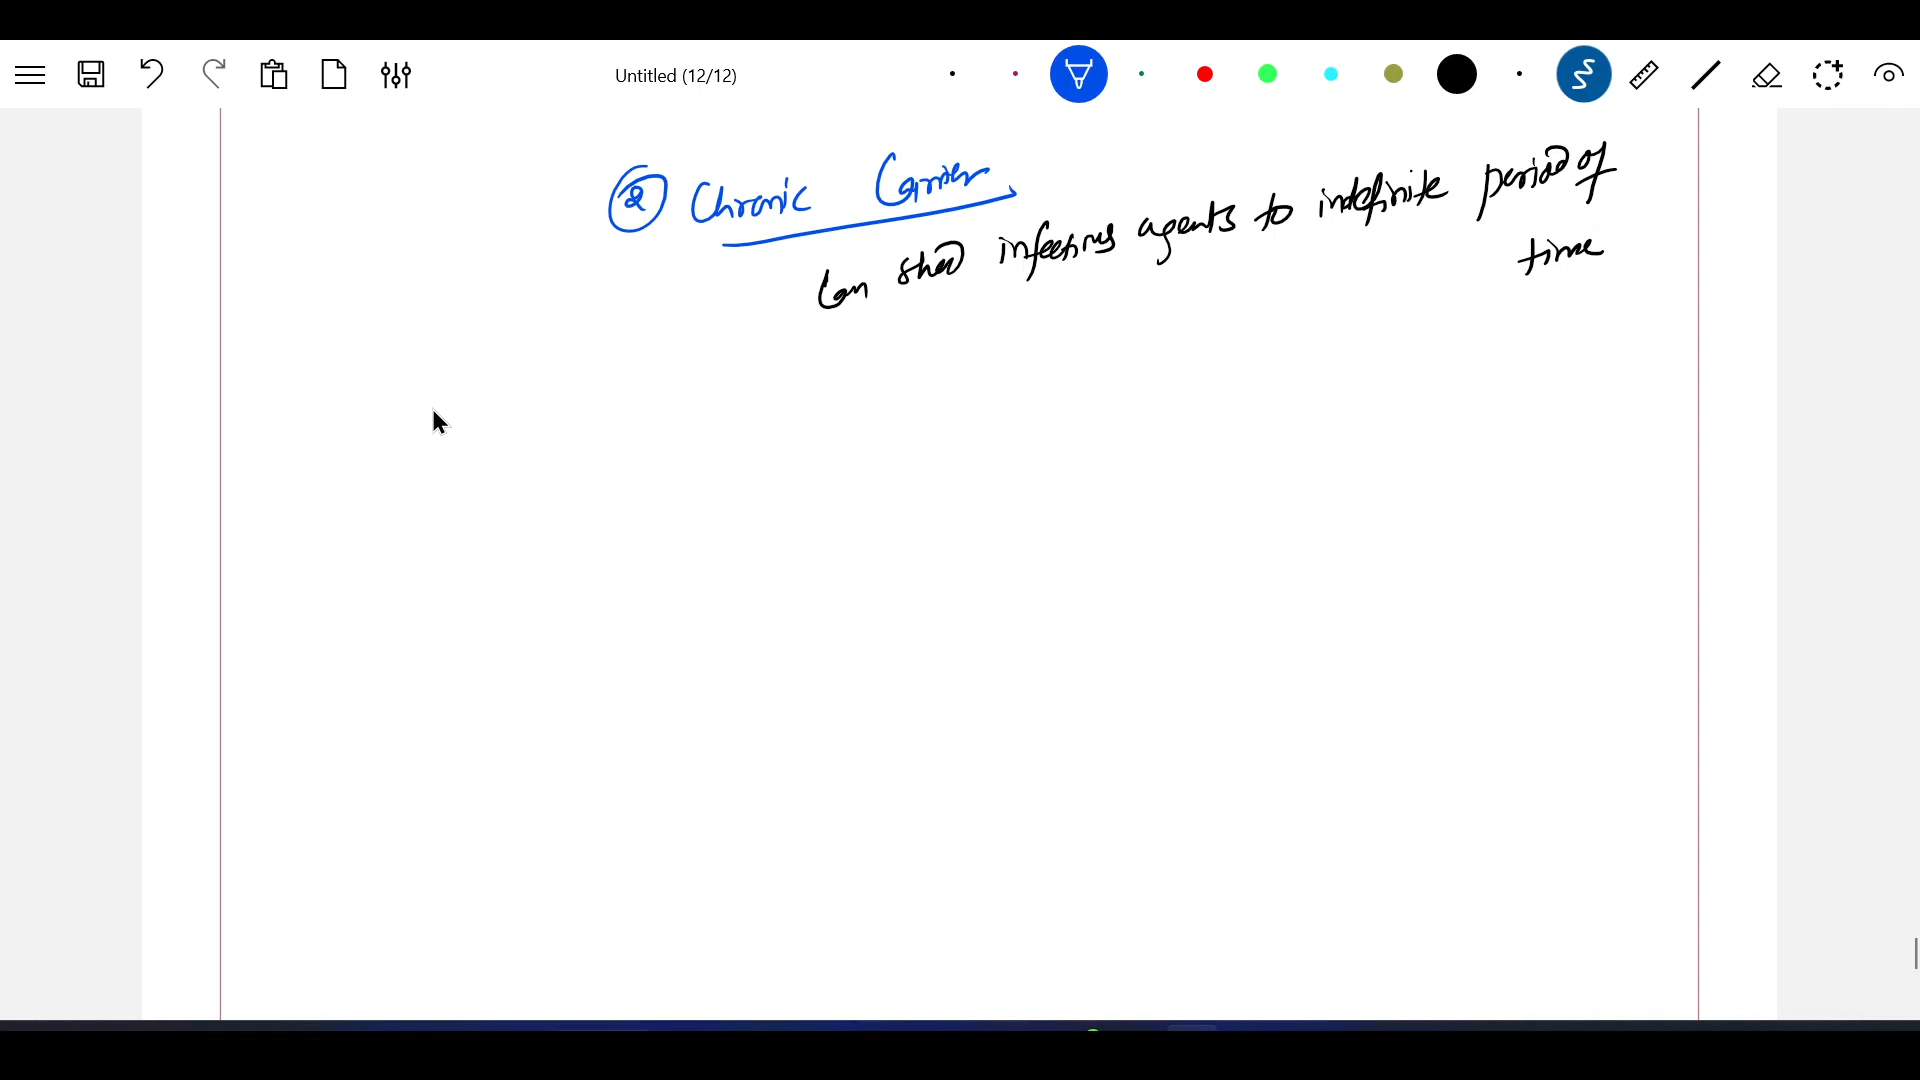 Untitled (12/12)
② Chronic Carrier
Can shed infectious agents to indefinite period of
time